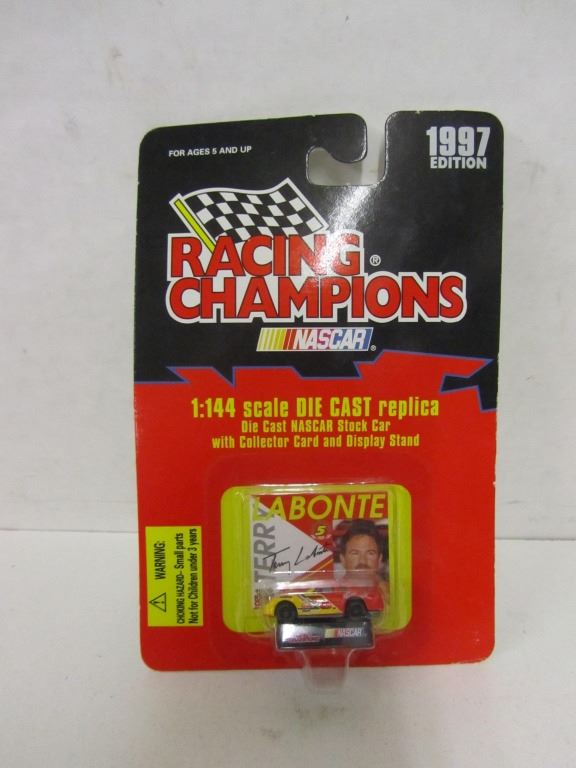 FOR AGES 5 AND UP
1997
EDITION
RACING ®
CHAMPIONS
NASCAR ®
1:144 scale DIE CAST replica
Die Cast NASCAR Stock Car
with Collector Card and Display Stand
WARNING:
CHOKING HAZARD– Small parts
Not for Children under 3 years
TERRY
LABONTE
5
Terry Labonte
NASCAR